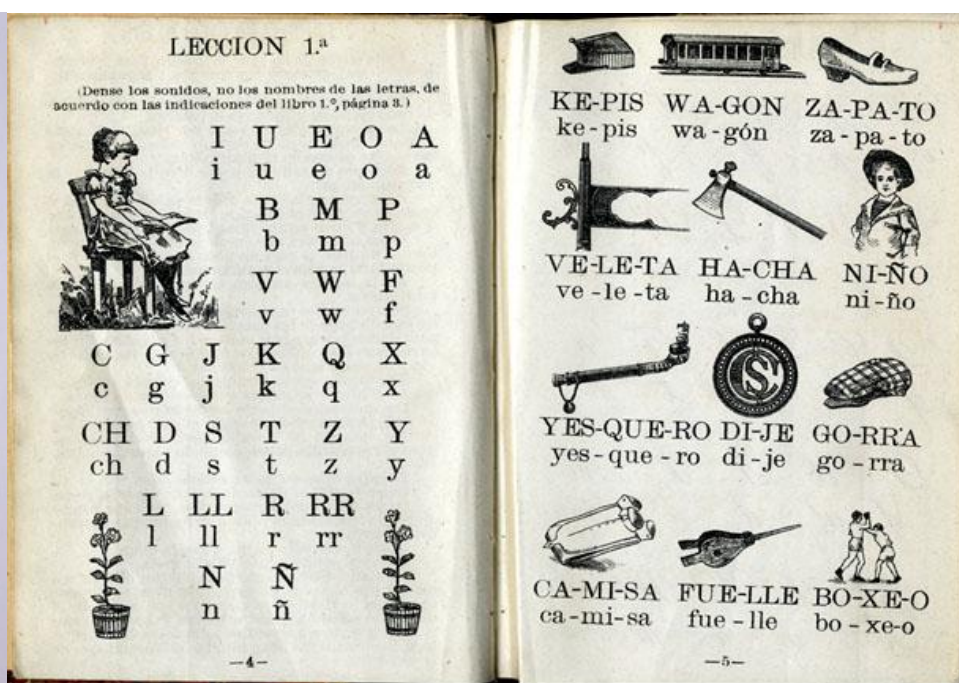 LECCION 1.ª
(Dense los sonidos, no los nombres de las letras, de
acuerdo con las indicaciones del libro 1.º, página 3.)
I U E O A
i u e o a
B M P
b m p
V W F
v w f
C G J K Q X
c g j k q x
CH D S T Z Y
ch d s t z y
L LL R RR
l ll r rr
N Ñ
n ñ
—4—
KE-PIS WA-GON ZA-PA-TO
ke-pis wa-gón za-pa-to
VE-LE-TA HA-CHA NI-ÑO
ve-le-ta ha-cha ni-ño
YES-QUE-RO DI-JE GO-RRA
yes-que-ro di-je go-rra
CA-MI-SA FUE-LLE BO-XE-O
ca-mi-sa fue-lle bo-xe-o
—5—